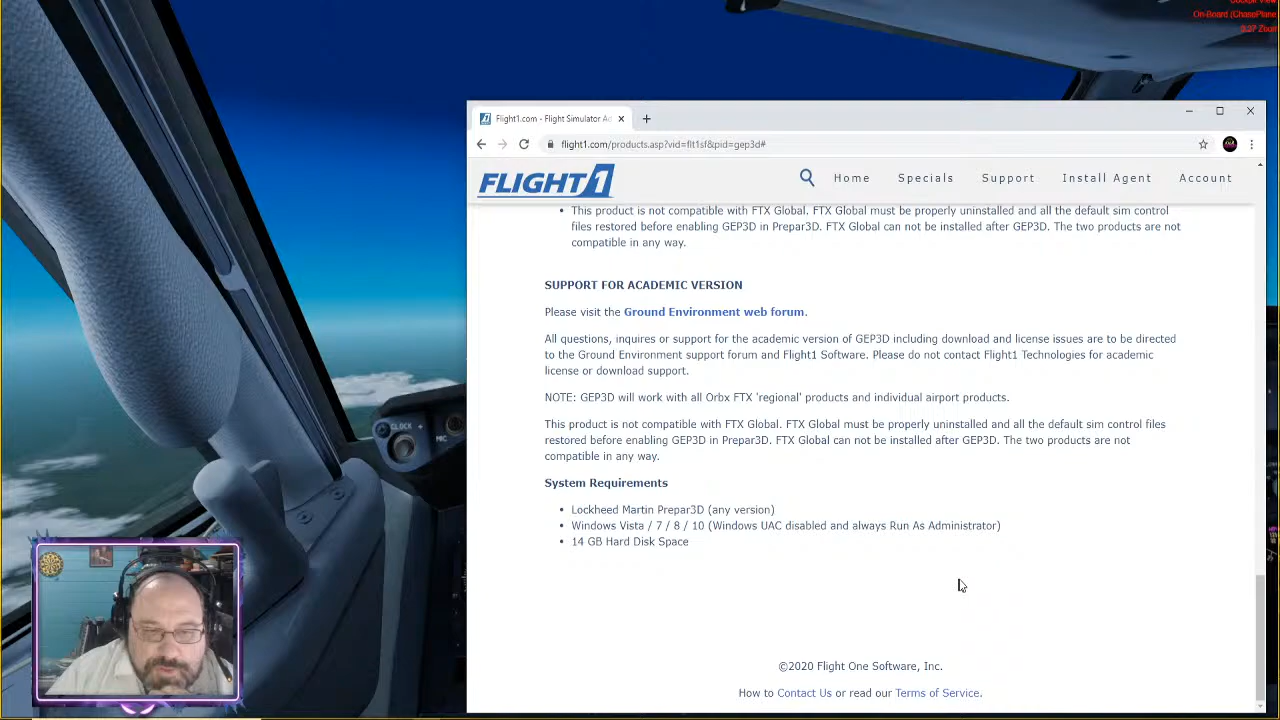 On-Board (ChasePlane
Flight1.com - Flight Simulator Ad
flight1.com/products.asp?vid=flt1sf&pid=gep3d#
FLIGHT1
Home Specials Support Install Agent Account
• This product is not compatible with FTX Global. FTX Global must be properly uninstalled and all the default sim control
files restored before enabling GEP3D in Prepar3D. FTX Global can not be installed after GEP3D. The two products are not
compatible in any way.
SUPPORT FOR ACADEMIC VERSION
Please visit the Ground Environment web forum.
All questions, inquires or support for the academic version of GEP3D including download and license issues are to be directed
to the Ground Environment support forum and Flight1 Software. Please do not contact Flight1 Technologies for academic
license or download support.
NOTE: GEP3D will work with all Orbx FTX 'regional' products and individual airport products.
This product is not compatible with FTX Global. FTX Global must be properly uninstalled and all the default sim control files
restored before enabling GEP3D in Prepar3D. FTX Global can not be installed after GEP3D. The two products are not
compatible in any way.
System Requirements
• Lockheed Martin Prepar3D (any version)
• Windows Vista / 7 / 8 / 10 (Windows UAC disabled and always Run As Administrator)
• 14 GB Hard Disk Space
©2020 Flight One Software, Inc.
How to Contact Us or read our Terms of Service.
CLOCK
MIC